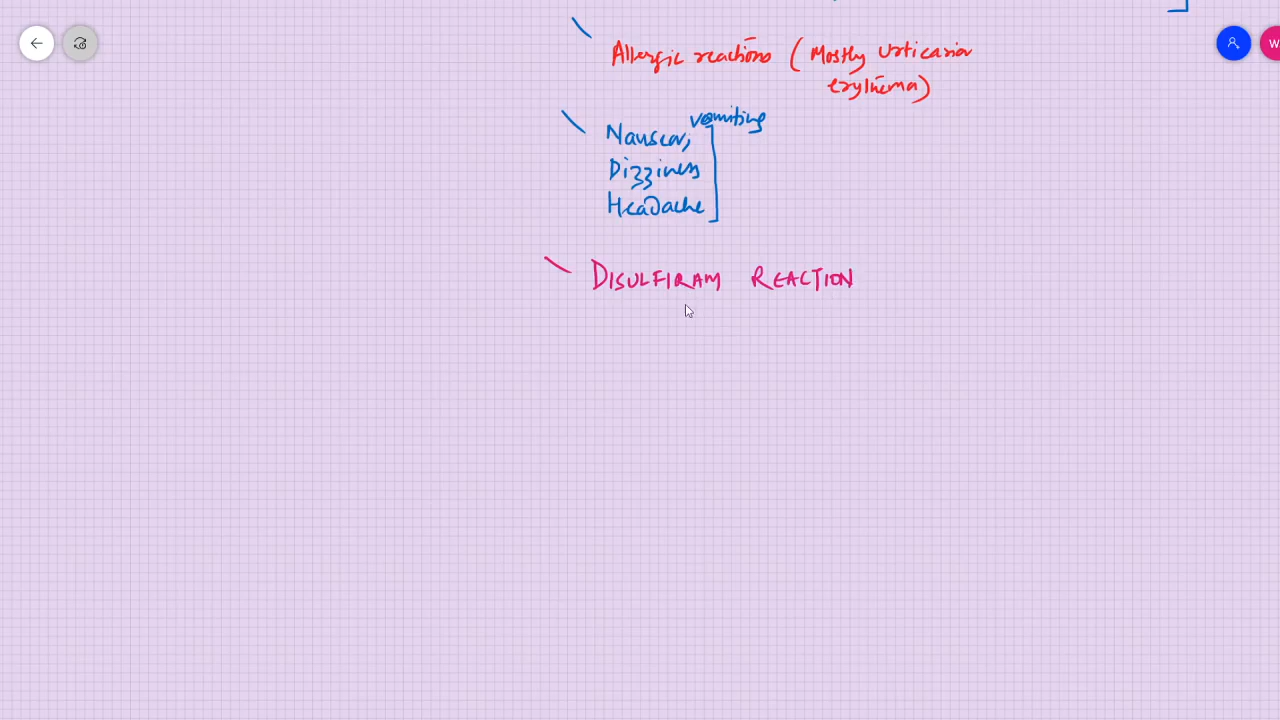 Allergic reactions (Mostly Urticaria
erythema)
Nausea, vomiting
Dizziness
Headache
DISULFIRAM REACTION
W